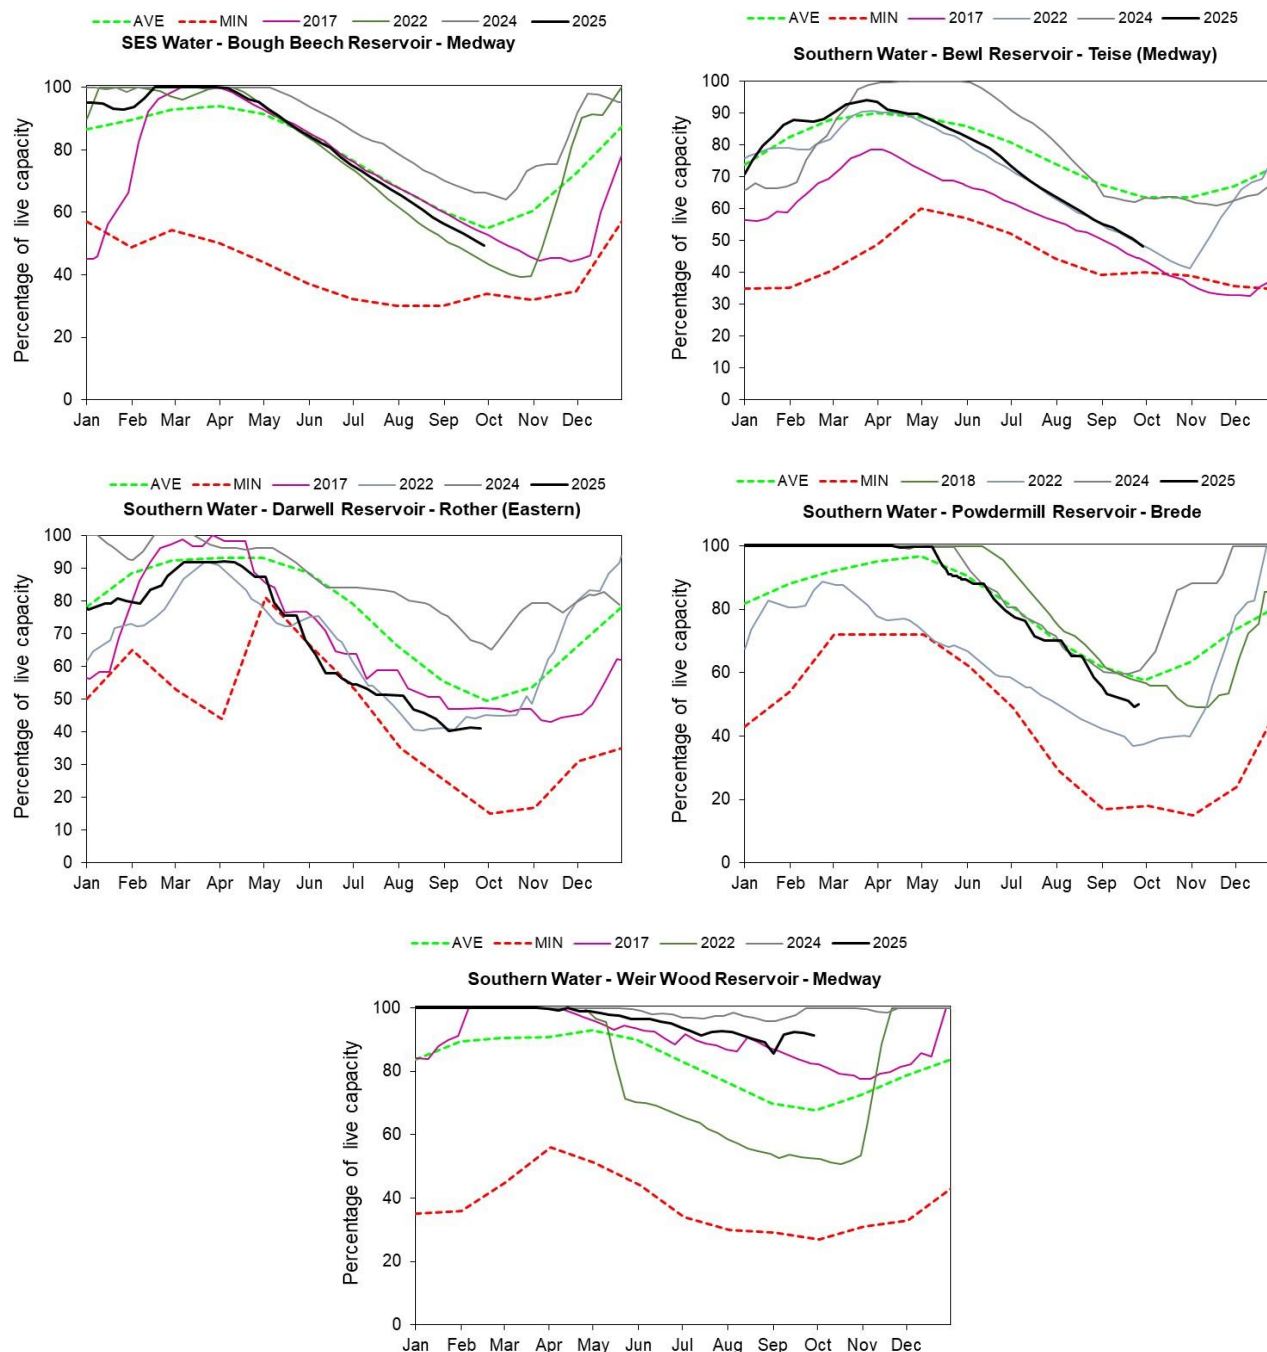 AVE MIN 2017 2022 2024 2025
SES Water - Bough Beech Reservoir - Medway
Percentage of live capacity
100
80
60
40
20
0
Jan Feb Mar Apr May Jun Jul Aug Sep Oct Nov Dec
AVE MIN 2017 2022 2024 2025
Southern Water - Bewl Reservoir - Teise (Medway)
Percentage of live capacity
100
90
80
70
60
50
40
30
20
10
0
Jan Feb Mar Apr May Jun Jul Aug Sep Oct Nov Dec
AVE MIN 2017 2022 2024 2025
Southern Water - Darwell Reservoir - Rother (Eastern)
Percentage of live capacity
100
90
80
70
60
50
40
30
20
10
0
Jan Feb Mar Apr May Jun Jul Aug Sep Oct Nov Dec
AVE MIN 2018 2022 2024 2025
Southern Water - Powdermill Reservoir - Brede
Percentage of live capacity
100
80
60
40
20
0
Jan Feb Mar Apr May Jun Jul Aug Sep Oct Nov Dec
AVE MIN 2017 2022 2024 2025
Southern Water - Weir Wood Reservoir - Medway
Percentage of live capacity
100
80
60
40
20
0
Jan Feb Mar Apr May Jun Jul Aug Sep Oct Nov Dec